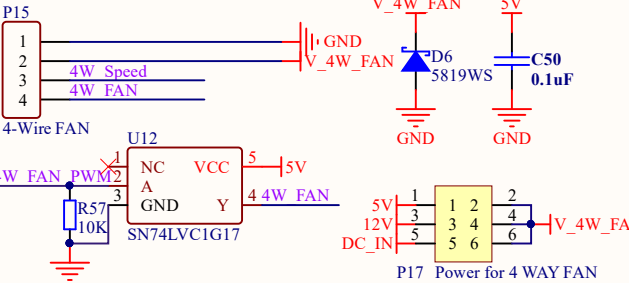 P15
1
2
3
4
GND
V_4W_FAN
4W_Speed
4W_FAN
4-Wire FAN
V_4W_FAN
D6
5819WS
GND
5V
C50
0.1uF
GND
U12
1 NC
2 A
3 GND
VCC 5 5V
Y 4 4W_FAN
SN74LVC1G17
W_FAN_PWM
R57
10K
5V 1 1 2 2
12V 3 3 4 4 V_4W_FA
DC_IN 5 5 6 6
P17 Power for 4 WAY FAN